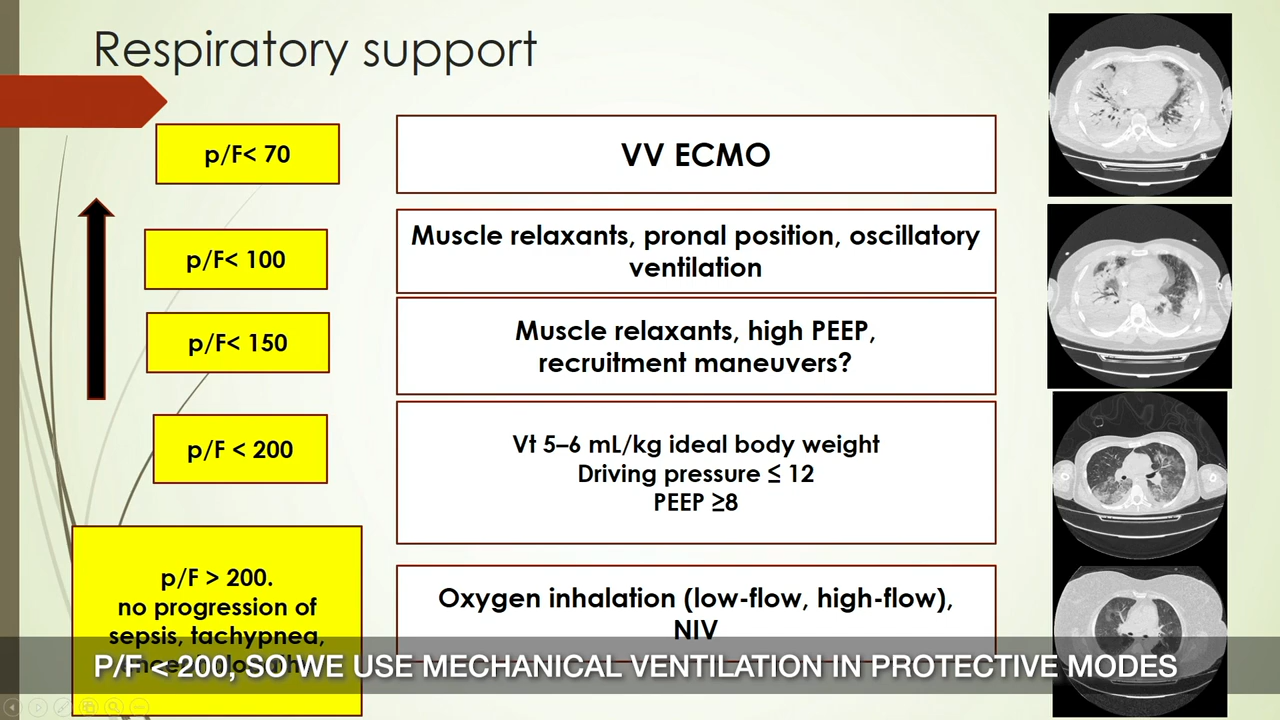 Respiratory support
p/F< 70
VV ECMO
p/F< 100
Muscle relaxants, pronal position, oscillatory
ventilation
p/F< 150
Muscle relaxants, high PEEP,
recruitment maneuvers?
p/F < 200
Vt 5–6 mL/kg ideal body weight
Driving pressure ≤ 12
PEEP ≥8
p/F > 200.
no progression of
sepsis, tachypnea,
Oxygen inhalation (low-flow, high-flow),
NIV
P/F < 200, SO WE USE MECHANICAL VENTILATION IN PROTECTIVE MODES